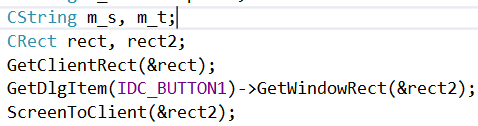 CString m_s, m_t;
CRect rect, rect2;
GetClientRect(&rect);
GetDlgItem(IDC_BUTTON1)->GetWindowRect(&rect2);
ScreenToClient(&rect2);